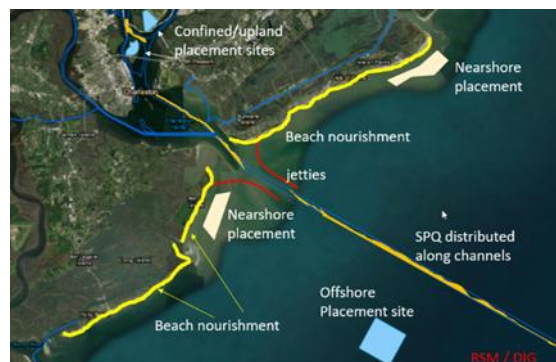 Confined/upland
placement sites
Charleston
Nearshore
placement
Beach nourishment
jetties
Nearshore
placement
SPQ distributed
along channels
Offshore
Placement site
Beach nourishment
RSM / DIG